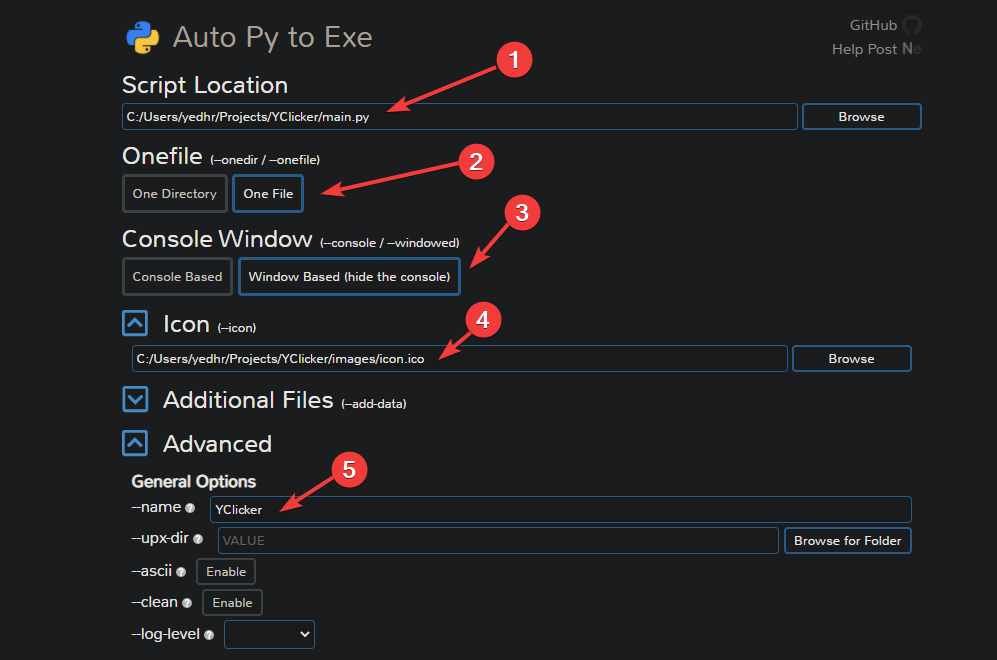 Auto Py to Exe
GitHub
Help Post Ne
1
Script Location
C:/Users/yedhr/Projects/YClicker/main.py
Browse
2
Onefile (--onedir / --onefile)
One Directory
One File
3
Console Window (--console / --windowed)
Console Based
Window Based (hide the console)
4
Icon (--icon)
C:/Users/yedhr/Projects/YClicker/images/icon.ico
Browse
Additional Files (--add-data)
Advanced
5
General Options
--name ?
YClicker
--upx-dir ?
VALUE
Browse for Folder
--ascii ?
Enable
--clean ?
Enable
--log-level ?